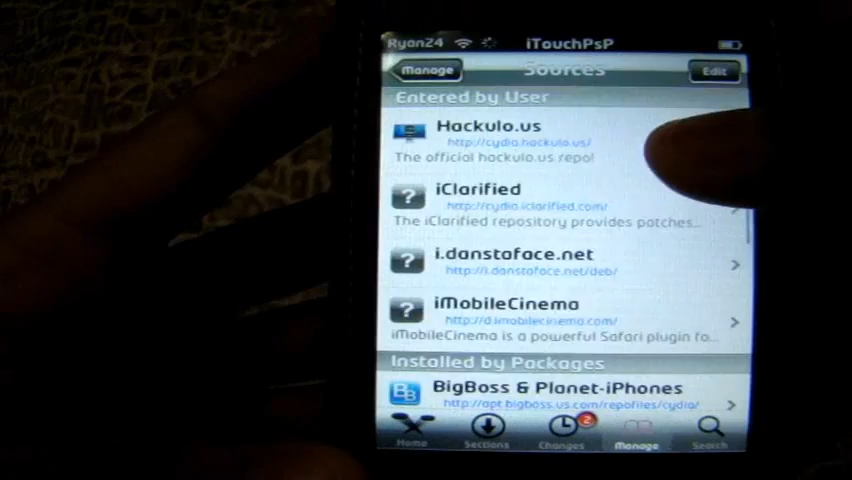 Ryan24 iTouchPsP
Manage Sources Edit
Entered by User
Hackulo.us
http://cydia.hackulo.us/
The official hackulo.us repo!
iClarified
http://cydia.iclarified.com/
The iClarified repository provides patches...
i.danstaface.net
http://i.danstaface.net/deb/
iMobileCinema
http://d.imobilecinema.com/
iMobileCinema is a powerful Safari plugin fo...
Installed by Packages
BB BigBoss & Planet-iPhones
http://apt.bigboss.us.com/repofiles/cydia/
Home Sections Changes 2 Manage Search